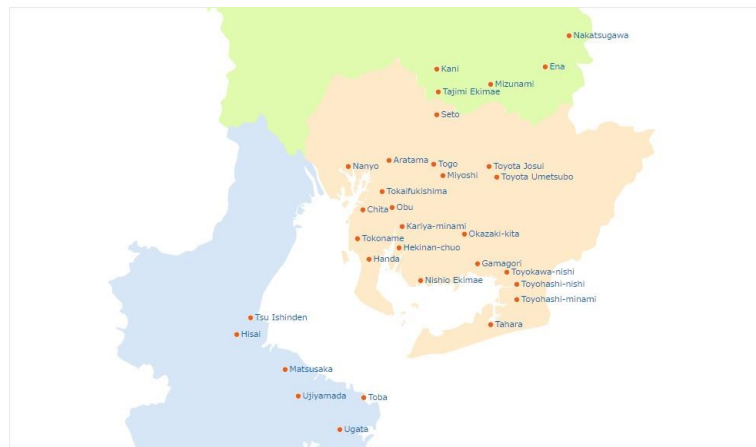 Nakatsugawa
Ena
Kani
Mizunami
Tajimi Ekimae
Seto
Aratama
Togo
Nanyo
Toyota Josui
Miyoshi
Toyota Umetsubo
Tokaifukishima
Chita
Obu
Kariya-minami
Okazaki-kita
Tokoname
Hekinan-chuo
Handa
Gamagori
Toyokawa-nishi
Nishio Ekimae
Toyohashi-nishi
Toyohashi-minami
Tsu Ishinden
Tahara
Hisai
Matsusaka
Ujiyamada
Toba
Ugata